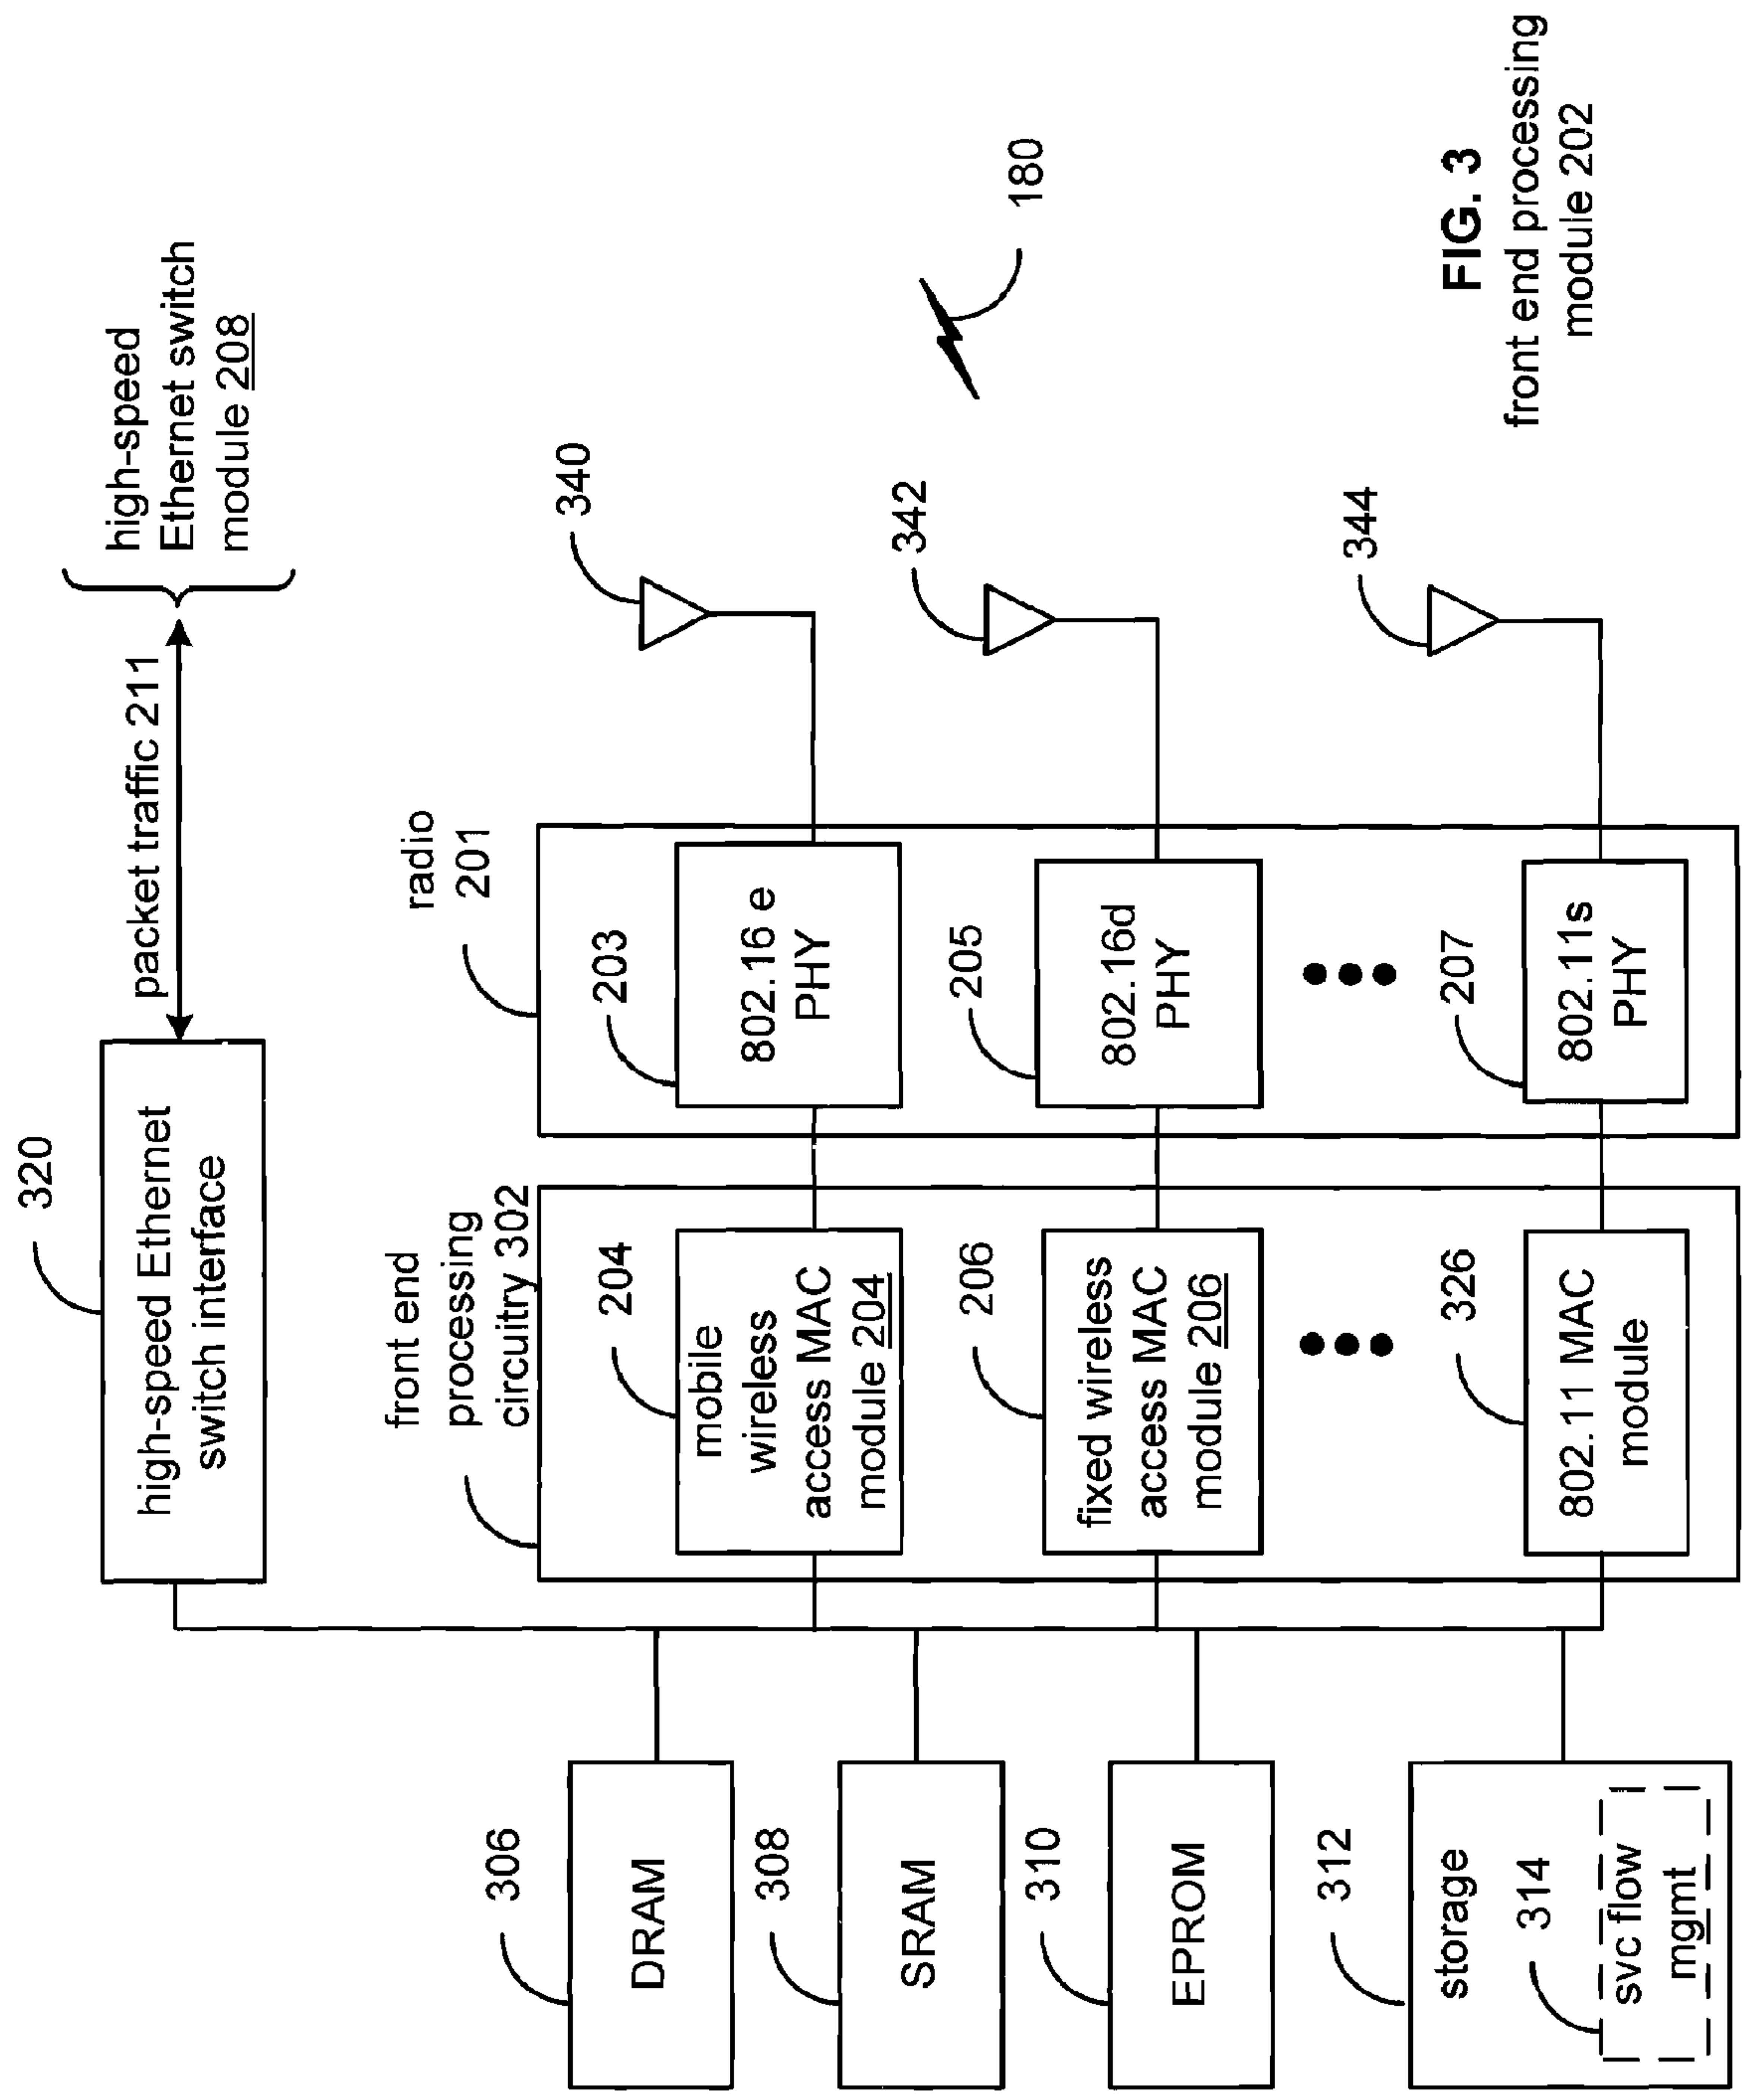 320
high-speed Ethernet
switch interface
packet traffic 211
high-speed
Ethernet switch
module 208
front end
processing
circuitry 302
radio
201
306
DRAM
204
mobile
wireless
access MAC
module 204
203
802.16 e
PHY
340
308
SRAM
206
fixed wireless
access MAC
module 206
205
802.16d
PHY
342
180
310
EPROM
312
storage
314
svc flow
mgmt
326
802.11 MAC
module
207
802.11s
PHY
344
FIG. 3
front end processing
module 202